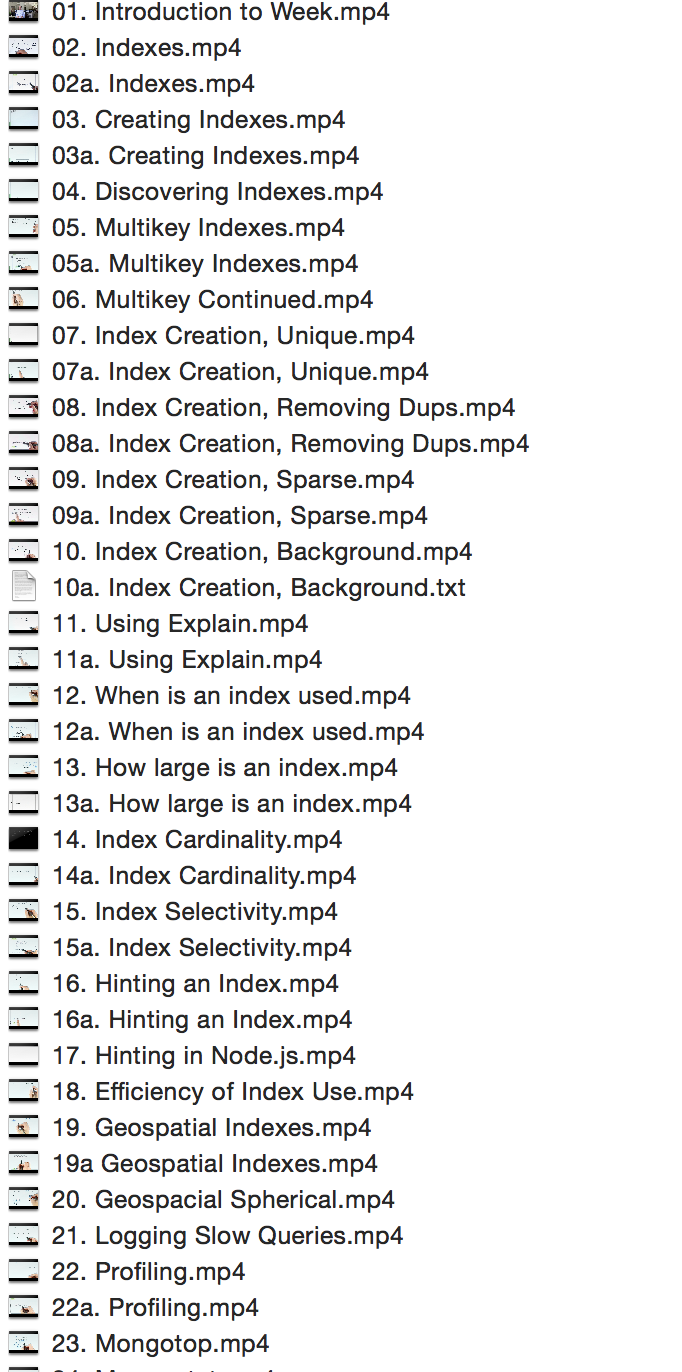 01. Introduction to Week.mp4
02. Indexes.mp4
02a. Indexes.mp4
03. Creating Indexes.mp4
03a. Creating Indexes.mp4
04. Discovering Indexes.mp4
05. Multikey Indexes.mp4
05a. Multikey Indexes.mp4
06. Multikey Continued.mp4
07. Index Creation, Unique.mp4
07a. Index Creation, Unique.mp4
08. Index Creation, Removing Dups.mp4
08a. Index Creation, Removing Dups.mp4
09. Index Creation, Sparse.mp4
09a. Index Creation, Sparse.mp4
10. Index Creation, Background.mp4
10a. Index Creation, Background.txt
11. Using Explain.mp4
11a. Using Explain.mp4
12. When is an index used.mp4
12a. When is an index used.mp4
13. How large is an index.mp4
13a. How large is an index.mp4
14. Index Cardinality.mp4
14a. Index Cardinality.mp4
15. Index Selectivity.mp4
15a. Index Selectivity.mp4
16. Hinting an Index.mp4
16a. Hinting an Index.mp4
17. Hinting in Node.js.mp4
18. Efficiency of Index Use.mp4
19. Geospatial Indexes.mp4
19a Geospatial Indexes.mp4
20. Geospacial Spherical.mp4
21. Logging Slow Queries.mp4
22. Profiling.mp4
22a. Profiling.mp4
23. Mongotop.mp4